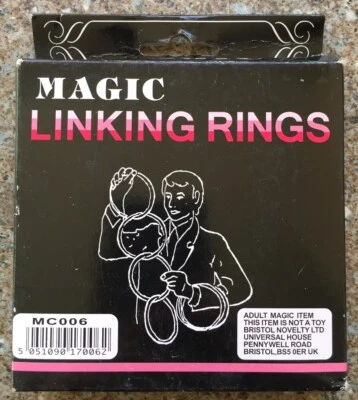 MAGIC
LINKING RINGS
MC006
5 051090 170062
ADULT MAGIC ITEM
THIS ITEM IS NOT A TOY
BRISTOL NOVELTY LTD
UNIVERSAL HOUSE
PENNYWELL ROAD
BRISTOL,BS5 0ER UK